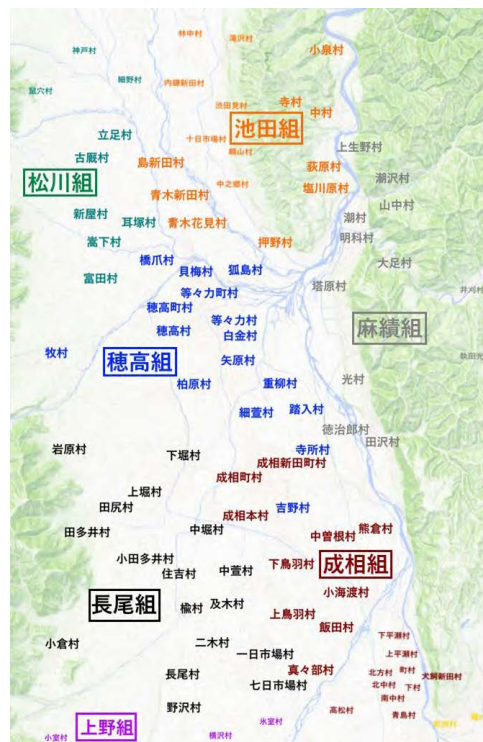 林中村
滝沢村
神戸村
小泉村
細野村
内鎌新田村
鼠穴村
池田見村
寺村
中村
池田組
立足村
十日市場村
上生野村
古厩村
島新田村
鵜山村
萩原村
潮沢村
松川組
中之郷村
塩川原村
青木新田村
山中村
新屋村
耳塚村
青木花見村
潮村
嵩下村
押野村
明科村
橋爪村
大足村
富田村
貝梅村
狐島村
塔原村
等々力町村
井刈村
穂高町村
等々力村
麻績組
穂高村
白金村
牧村
穂高組
矢原村
柏原村
重柳村
光村
細萱村
踏入村
徳治郎村
田沢村
岩原村
下堀村
寺所村
成相新田町村
成相町村
上堀村
田尻村
吉野村
成相本村
田多井村
中堀村
中曽根村
熊倉村
小田多井村
住吉村
中萱村
下鳥羽村
成相組
長尾組
楡村
及木村
小海渡村
上鳥羽村
飯田村
小倉村
二木村
下平瀬村
一日市場村
上平瀬村
長尾村
真々部村
北方村
町村
犬飼新田村
七日市場村
北中村
下村
南中村
野沢村
高松村
青島村
上野組
氷室村
小室村
横沢村